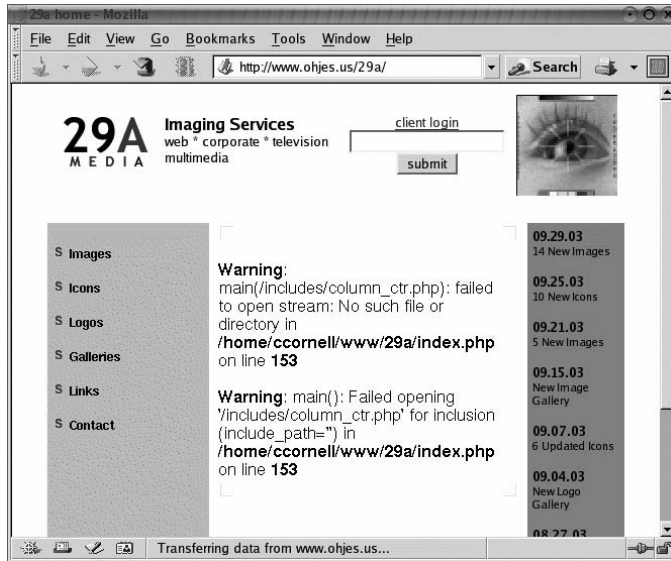 29a home - Mozilla
File Edit View Go Bookmarks Tools Window Help
http://www.ohjes.us/29a/
Search
29A
MEDIA
Imaging Services
web * corporate * television
multimedia
client login
submit
S Images
S Icons
S Logos
S Galleries
S Links
S Contact
Warning:
main(/includes/column_ctr.php): failed
to open stream: No such file or
directory in
/home/ccornell/www/29a/index.php
on line 153
Warning: main(): Failed opening
'/includes/column_ctr.php' for inclusion
(include_path='') in
/home/ccornell/www/29a/index.php
on line 153
09.29.03
14 New Images
09.25.03
10 New Icons
09.21.03
5 New Images
09.15.03
New Image
Gallery
09.07.03
6 Updated Icons
09.04.03
New Logo
Gallery
08.27.03
Transferring data from www.ohjes.us...